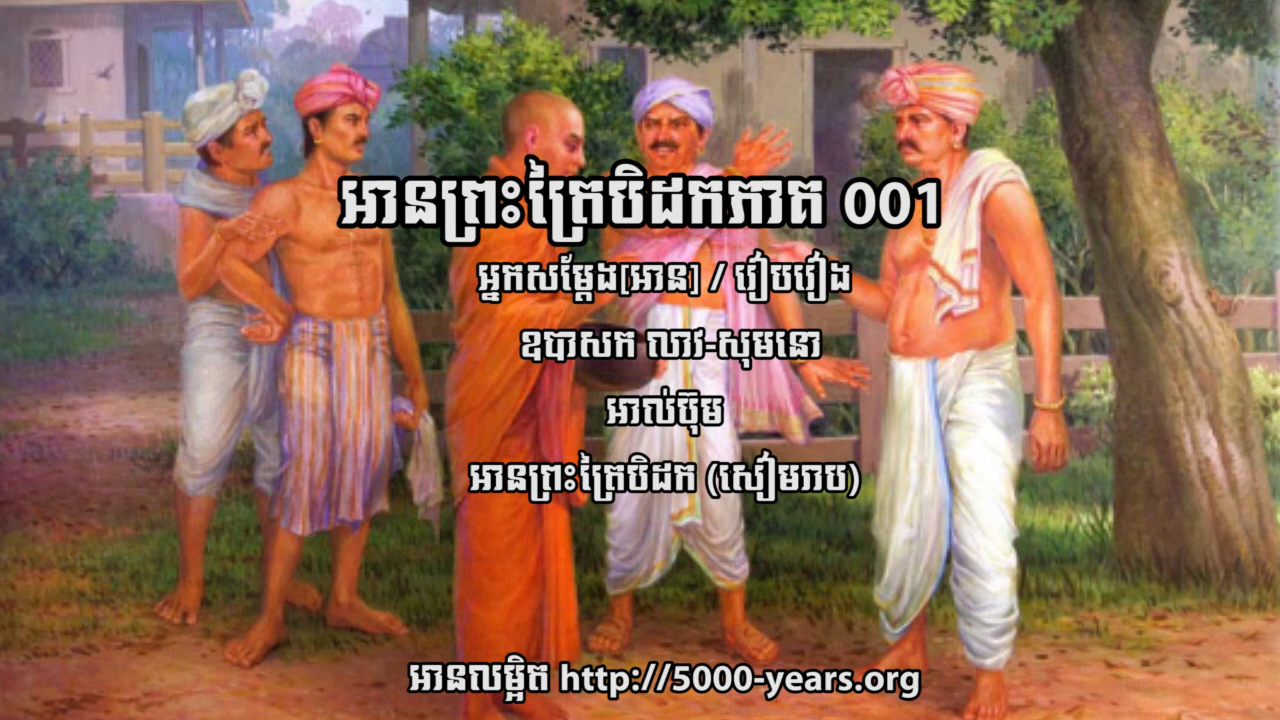 អានព្រះត្រៃបិដកភាគ 001
អ្នកសម្តែង[អាន] / រៀបរៀង
ឧបាសក លាវ-សុមនោ
អាល់ប៊ុម
អានព្រះត្រៃបិដក (សៀមរាប)
អានលម្អិត http://5000-years.org